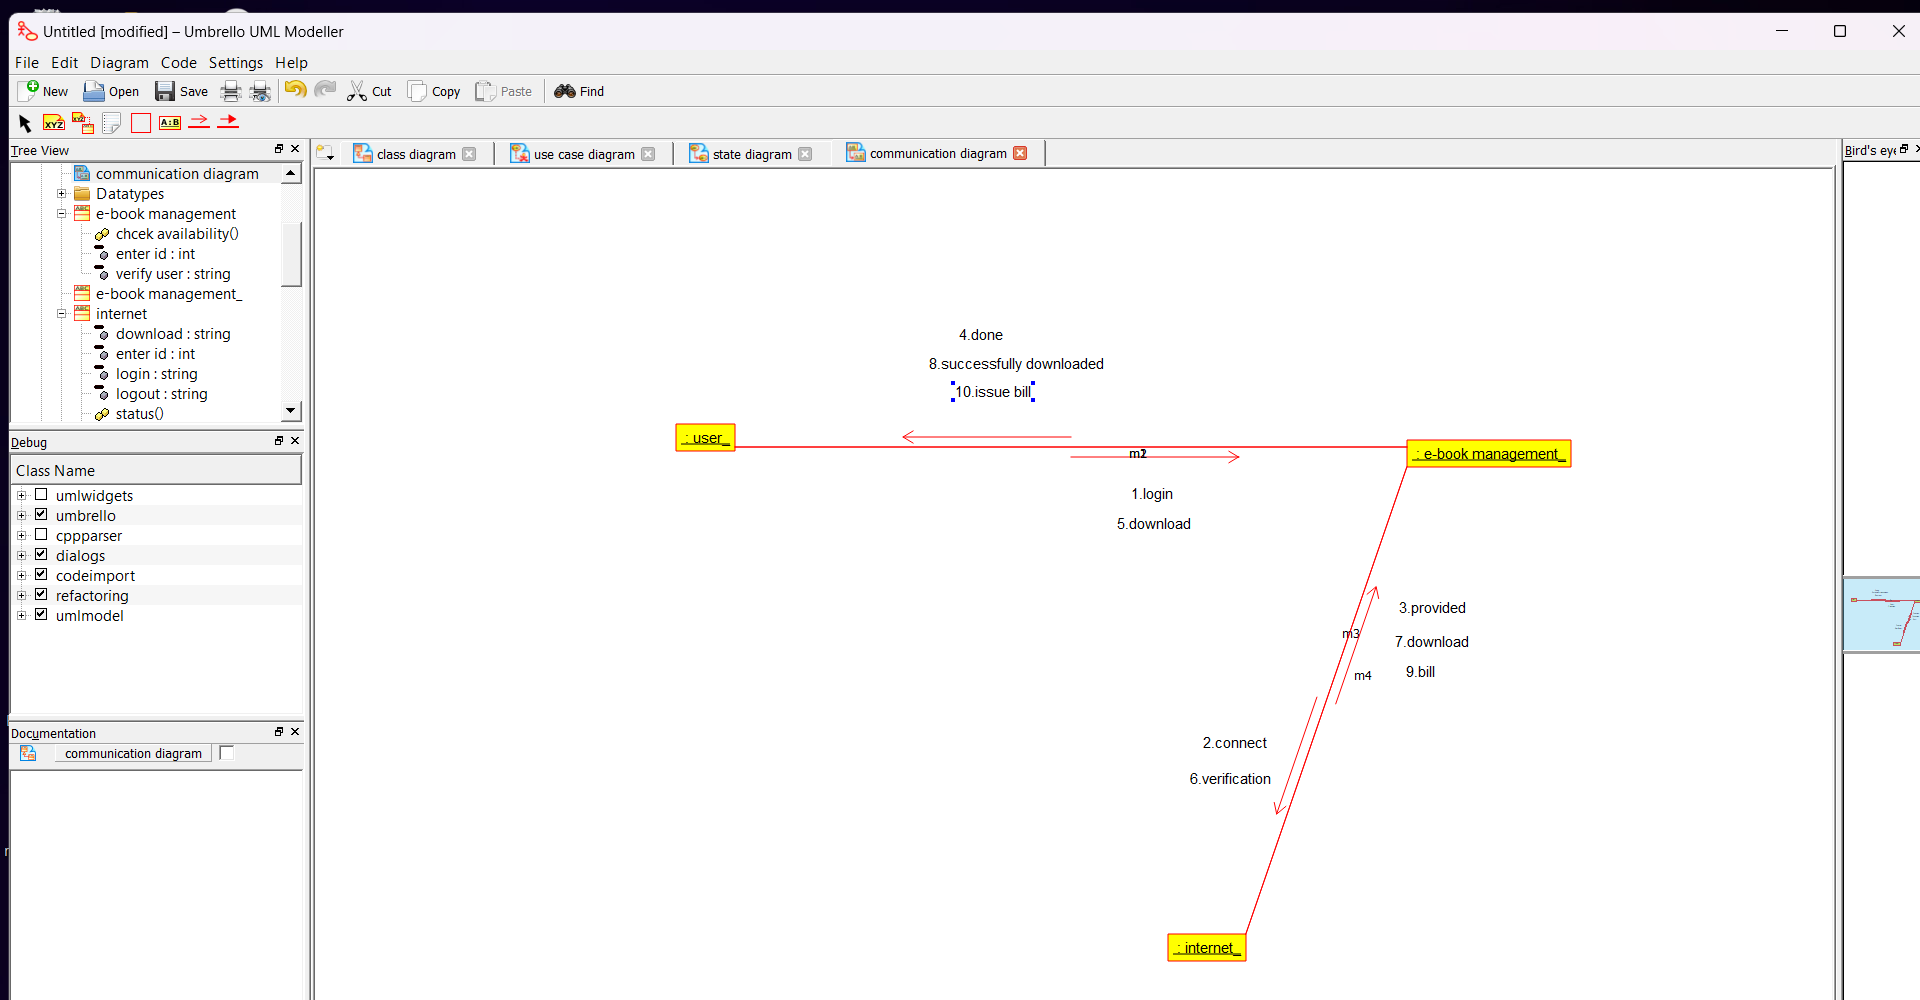 Untitled [modified] – Umbrello UML Modeller
File Edit Diagram Code Settings Help
New Open Save Cut Copy Paste Find
XYZ XYZ A:B
Tree View
class diagram use case diagram state diagram communication diagram
Bird's eye
communication diagram
Datatypes
e-book management
chcek availability()
enter id : int
verify user : string
e-book management_
internet
download : string
enter id : int
login : string
logout : string
status()
Debug
Class Name
umlwidgets
umbrello
cppparser
dialogs
codeimport
refactoring
umlmodel
Documentation
communication diagram
4.done
8.successfully downloaded
10.issue bill
: user_
: e-book management_
1.login
5.download
3.provided
m3
7.download
9.bill
m4
2.connect
6.verification
: internet_